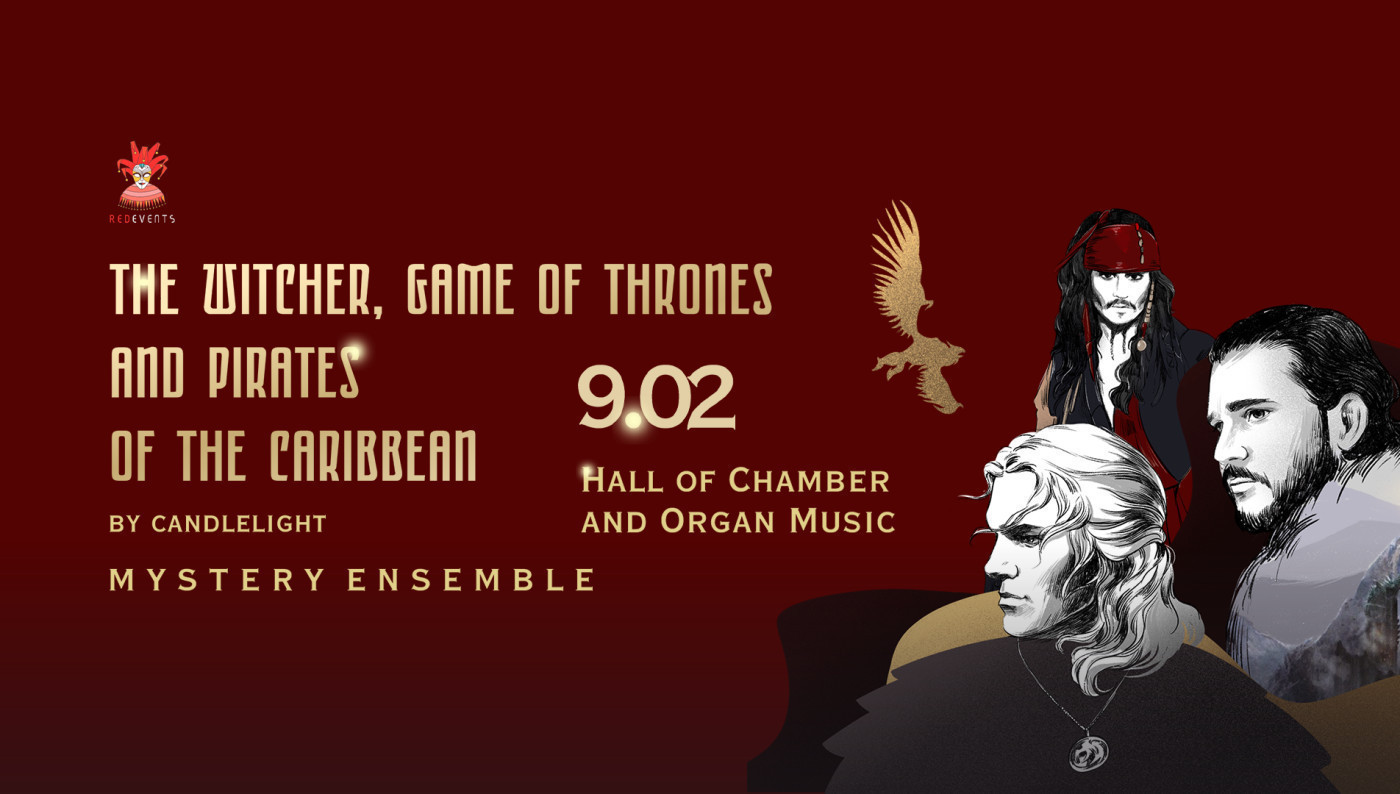 REDEVENTS
THE WITCHER, GAME OF THRONES
AND PIRATES
OF THE CARIBBEAN
BY CANDLELIGHT
MYSTERY ENSEMBLE
9.02
HALL OF CHAMBER
AND ORGAN MUSIC